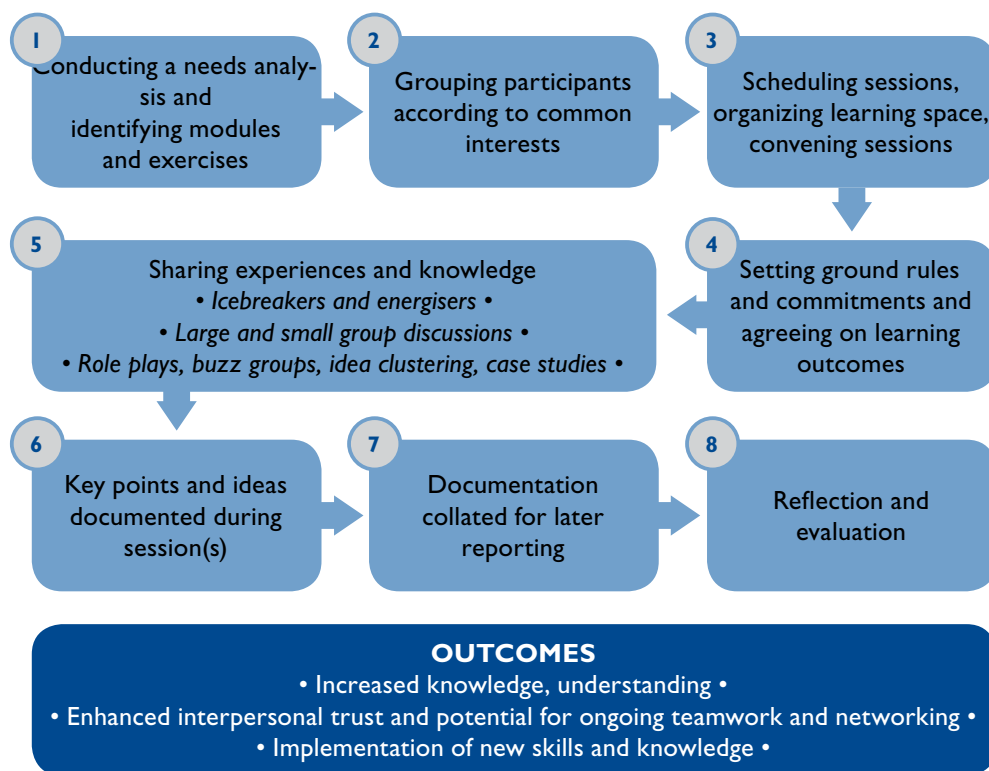 1
Conducting a needs analy-
sis and
identifying modules
and exercises
2
Grouping participants
according to common
interests
3
Scheduling sessions,
organizing learning space,
convening sessions
4
Setting ground rules
and commitments and
agreeing on learning
outcomes
5
Sharing experiences and knowledge
• Icebreakers and energisers •
• Large and small group discussions •
• Role plays, buzz groups, idea clustering, case studies •
6
Key points and ideas
documented during
session(s)
7
Documentation
collated for later
reporting
8
Reflection and
evaluation
OUTCOMES
• Increased knowledge, understanding •
• Enhanced interpersonal trust and potential for ongoing teamwork and networking •
• Implementation of new skills and knowledge •